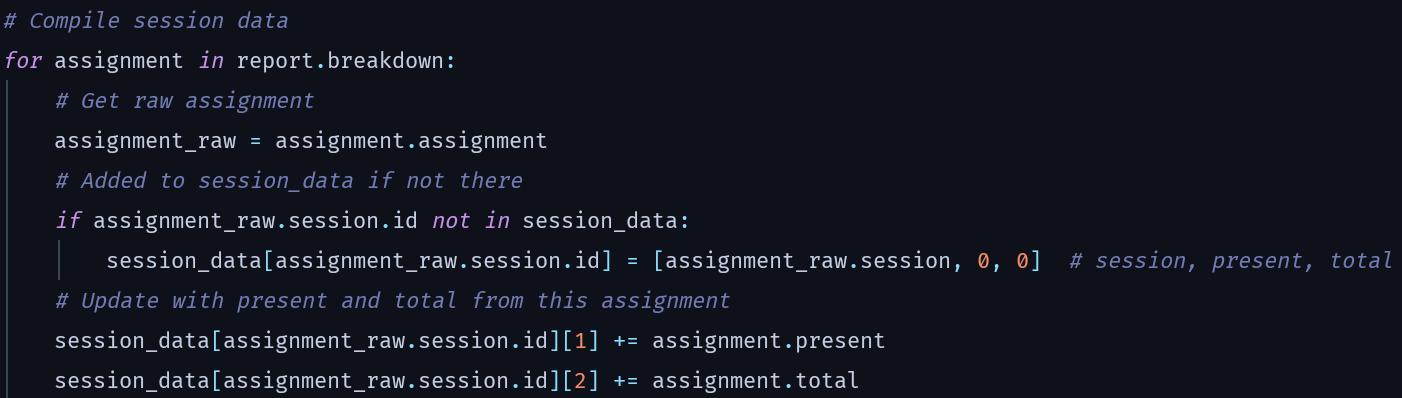 # Compile session data
for assignment in report.breakdown:
    # Get raw assignment
    assignment_raw = assignment.assignment
    # Added to session_data if not there
    if assignment_raw.session.id not in session_data:
        session_data[assignment_raw.session.id] = [assignment_raw.session, 0, 0]  # session, present, total
    # Update with present and total from this assignment
    session_data[assignment_raw.session.id][1] += assignment.present
    session_data[assignment_raw.session.id][2] += assignment.total